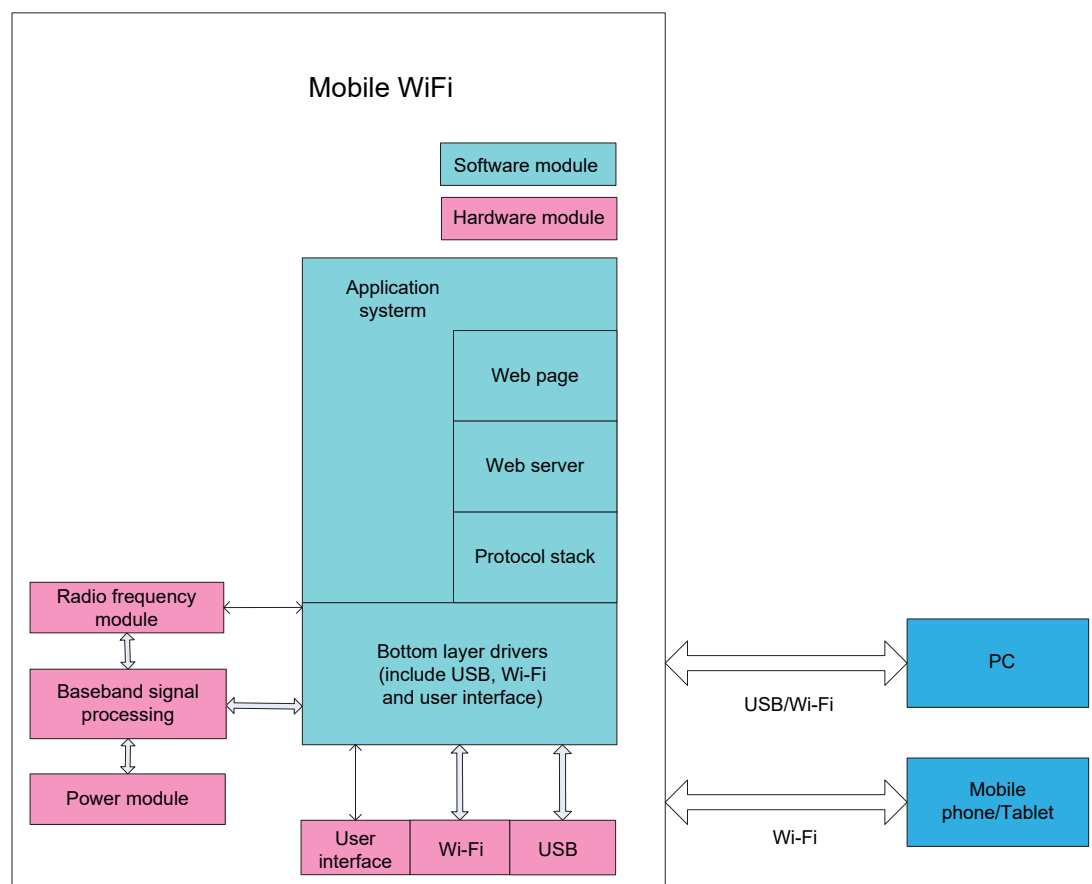 Mobile WiFi
Software module
Hardware module
Application
systerm
Web page
Web server
Protocol stack
Radio frequency
module
Bottom layer drivers
(include USB, Wi-Fi
and user interface)
Baseband signal
processing
Power module
User
interface
Wi-Fi
USB
PC
USB/Wi-Fi
Mobile
phone/Tablet
Wi-Fi